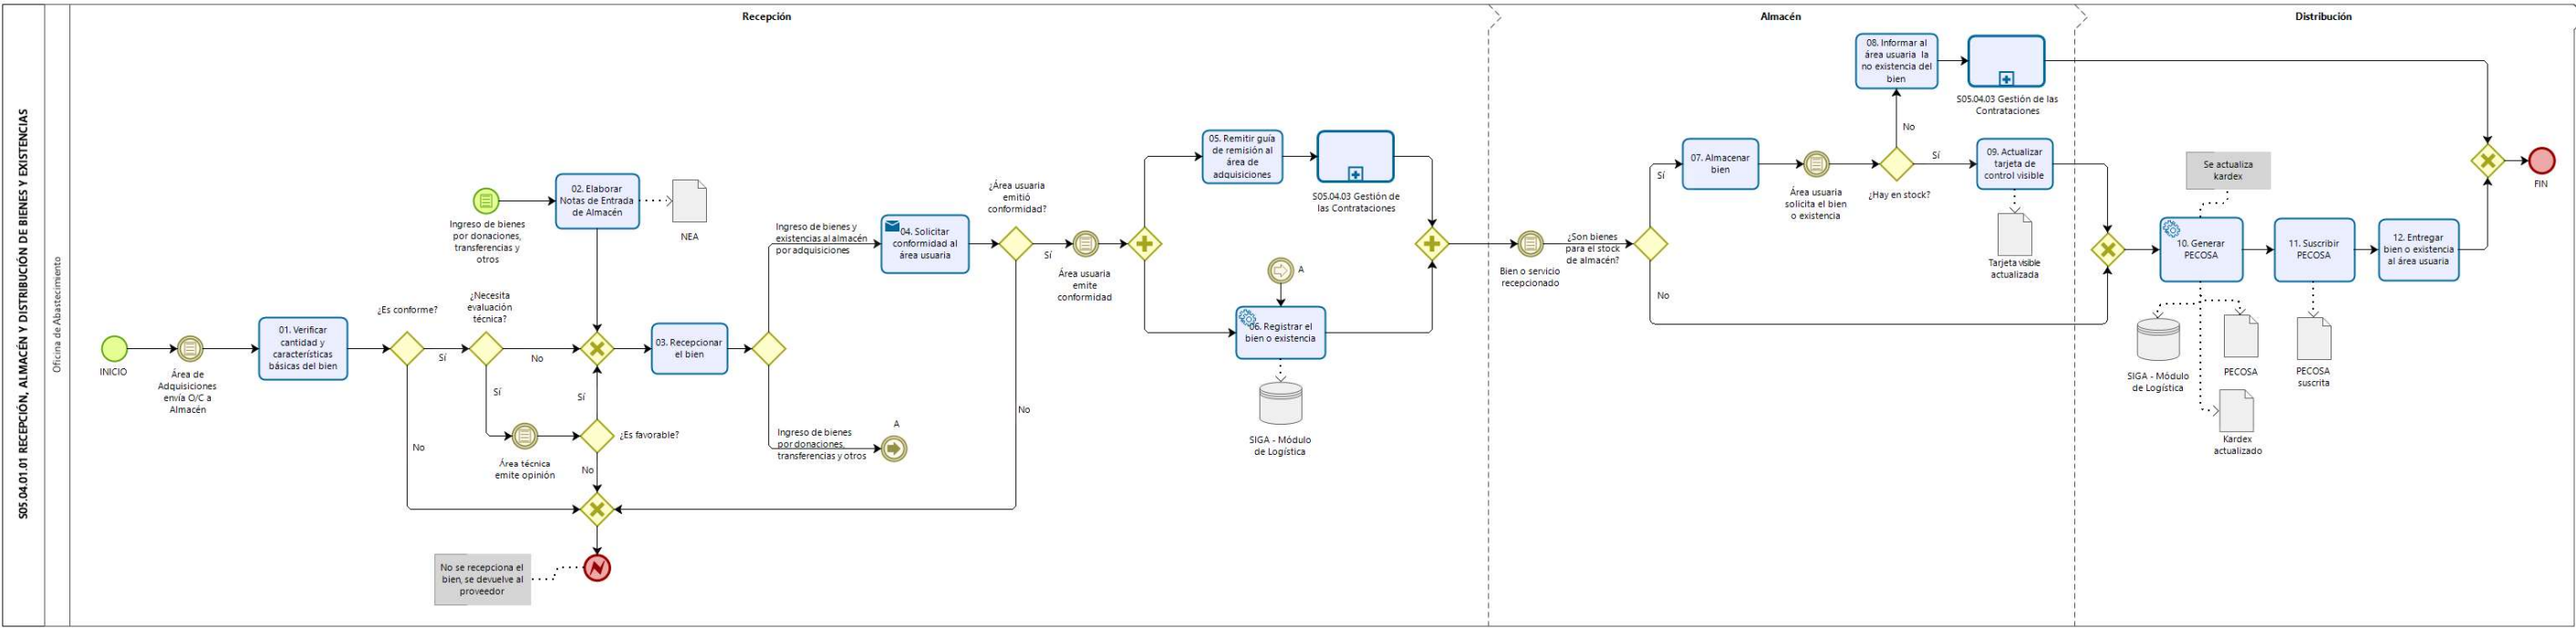 S05.04.01.01 RECEPCIÓN, ALMACÉN Y DISTRIBUCIÓN DE BIENES Y EXISTENCIAS
Oficina de Abastecimiento
Recepción
INICIO
Área de
Adquisiciones
envía O/C a
Almacén
01. Verificar
cantidad y
características
básicas del bien
¿Es conforme?
Sí
No
¿Necesita
evaluación
técnica?
No
Sí
Área técnica
emite opinión
¿Es favorable?
Sí
No
No se recepciona el
bien, se devuelve al
proveedor
Ingreso de bienes
por donaciones,
transferencias y
otros
02. Elaborar
Notas de Entrada
de Almacén
NEA
03. Recepcionar
el bien
Ingreso de bienes y
existencias al almacén
por adquisiciones
Ingreso de bienes
por donaciones,
transferencias y otros
A
04. Solicitar
conformidad al
área usuaria
¿Área usuaria
emitió
conformidad?
Sí
No
Área usuaria
emite
conformidad
05. Remitir guía
de remisión al
área de
adquisiciones
S05.04.03 Gestión de
las Contrataciones
A
06. Registrar el
bien o existencia
SIGA - Módulo
de Logística
Almacén
Bien o servicio
recepcionado
¿Son bienes
para el stock
de almacén?
Sí
No
07. Almacenar
bien
Área usuaria
solicita el bien
o existencia
¿Hay en stock?
No
Sí
08. Informar al
área usuaria la
no existencia del
bien
S05.04.03 Gestión de las
Contrataciones
09. Actualizar
tarjeta de
control visible
Tarjeta visible
actualizada
Distribución
Se actualiza
kardex
10. Generar
PECOSA
SIGA - Módulo
de Logística
PECOSA
Kardex
actualizado
11. Suscribir
PECOSA
PECOSA
suscrita
12. Entregar
bien o existencia
al área usuaria
FIN